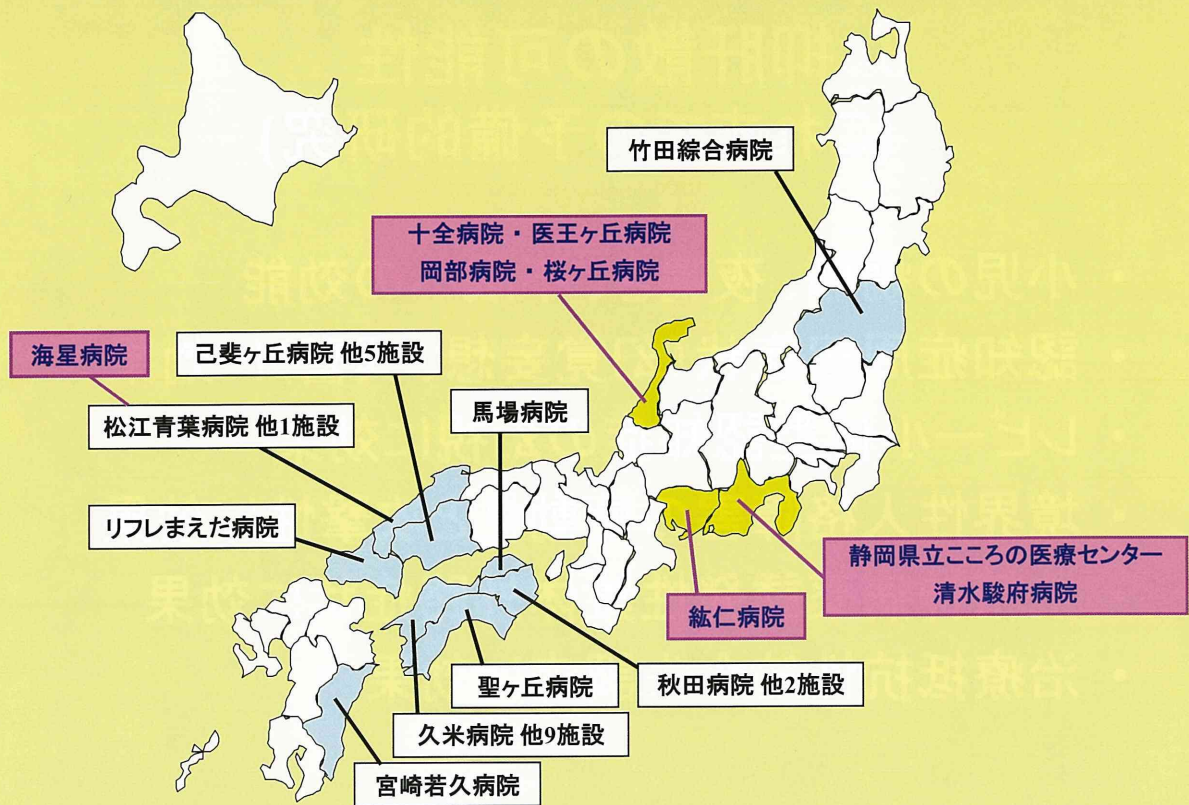 竹田綜合病院
十全病院・医王ヶ丘病院
岡部病院・桜ヶ丘病院
海星病院
己斐ヶ丘病院 他5施設
松江青葉病院 他1施設
馬場病院
リフレまえだ病院
静岡県立こころの医療センター
清水駿府病院
紘仁病院
聖ヶ丘病院
秋田病院 他2施設
久米病院 他9施設
宮崎若久病院